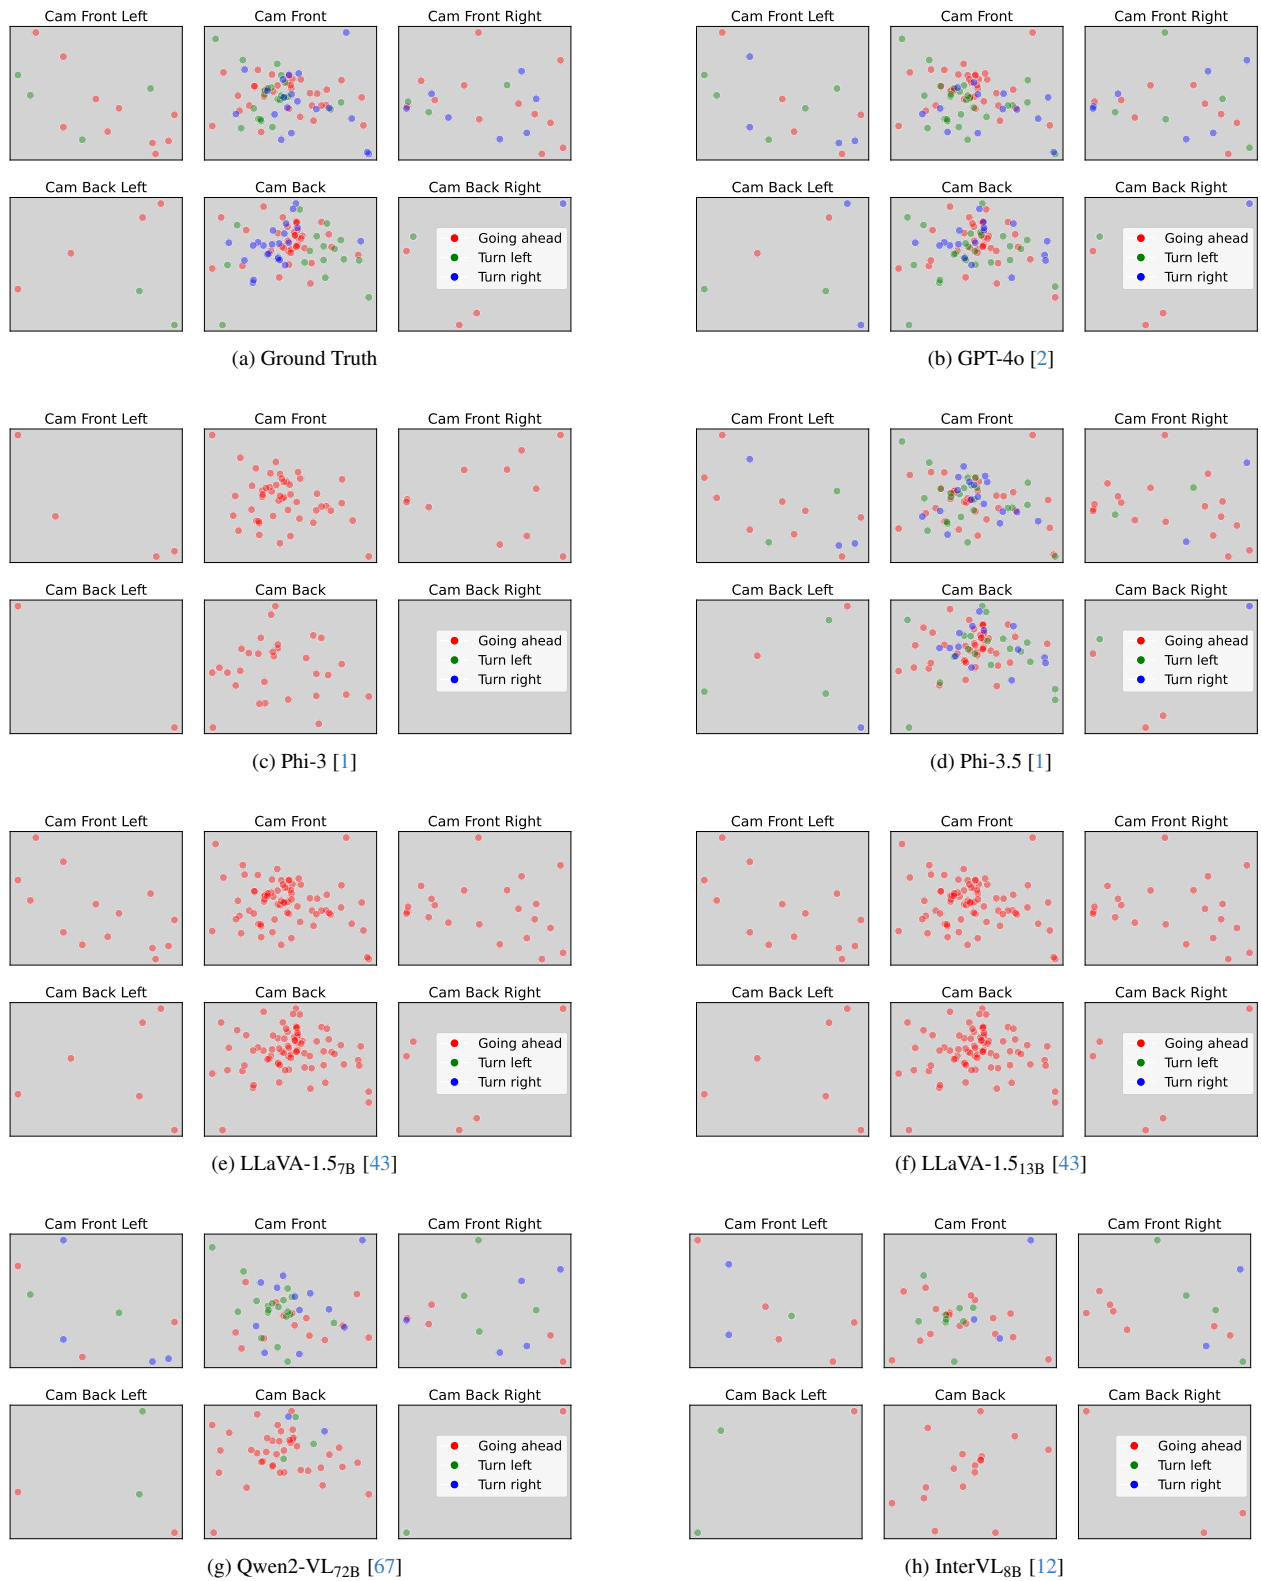 Cam Front Left
Cam Front
Cam Front Right
Cam Back Left
Cam Back
Cam Back Right
Going ahead
Turn left
Turn right
(a) Ground Truth
Cam Front Left
Cam Front
Cam Front Right
Cam Back Left
Cam Back
Cam Back Right
Going ahead
Turn left
Turn right
(b) GPT-4o [2]
Cam Front Left
Cam Front
Cam Front Right
Cam Back Left
Cam Back
Cam Back Right
Going ahead
Turn left
Turn right
(c) Phi-3 [1]
Cam Front Left
Cam Front
Cam Front Right
Cam Back Left
Cam Back
Cam Back Right
Going ahead
Turn left
Turn right
(d) Phi-3.5 [1]
Cam Front Left
Cam Front
Cam Front Right
Cam Back Left
Cam Back
Cam Back Right
Going ahead
Turn left
Turn right
(e) LLaVA-1.57B [43]
Cam Front Left
Cam Front
Cam Front Right
Cam Back Left
Cam Back
Cam Back Right
Going ahead
Turn left
Turn right
(f) LLaVA-1.513B [43]
Cam Front Left
Cam Front
Cam Front Right
Cam Back Left
Cam Back
Cam Back Right
Going ahead
Turn left
Turn right
(g) Qwen2-VL72B [67]
Cam Front Left
Cam Front
Cam Front Right
Cam Back Left
Cam Back
Cam Back Right
Going ahead
Turn left
Turn right
(h) InterVL8B [12]